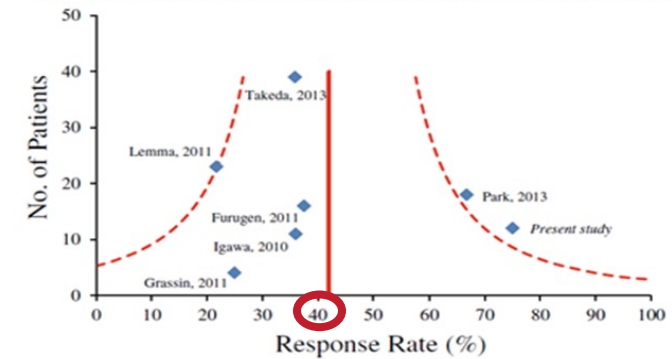 50
40
Takeda, 2013
30
Lemma, 2011
20
Park, 2013
Furugen, 2011
Present study
10
Igawa, 2010
Grassin, 2011
0
0 10 20 30 40 50 60 70 80 90 100
No. of Patients
Response Rate (%)